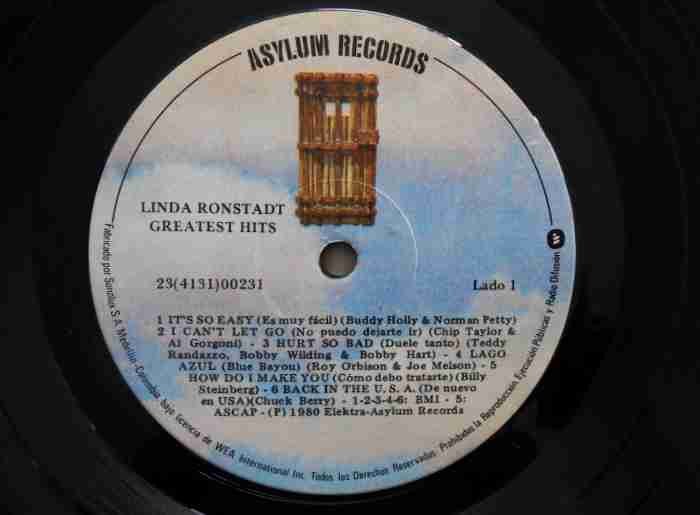 ASYLUM RECORDS
LINDA RONSTADT
GREATEST HITS
23(4131)00231
Lado 1
1 IT'S SO EASY (Es muy fácil) (Buddy Holly & Norman Petty)
2 I CAN'T LET GO (No puedo dejarte ir) (Chip Taylor &
Al Gorgoni) - 3 HURT SO BAD (Duele tanto) (Teddy
Randazzo, Bobby Wilding & Bobby Hart) - 4 LAGO
AZUL (Blue Bayou) (Roy Orbison & Joe Melson) - 5
HOW DO I MAKE YOU (Cómo debo tratarte) (Billy
Steinberg) - 6 BACK IN THE U. S. A. (De nuevo
en USA)(Chuck Berry) - 1-2-3-4-6: BMI - 5:
ASCAP - (P) 1980 Elektra-Asylum Records
Fabricado por Sonolux S.A. Medellín-Colombia, bajo licencia de WEA International Inc. Todos los Derechos Reservados. Prohibidos la Reproducción, Ejecución Públicas y Radio Difusión